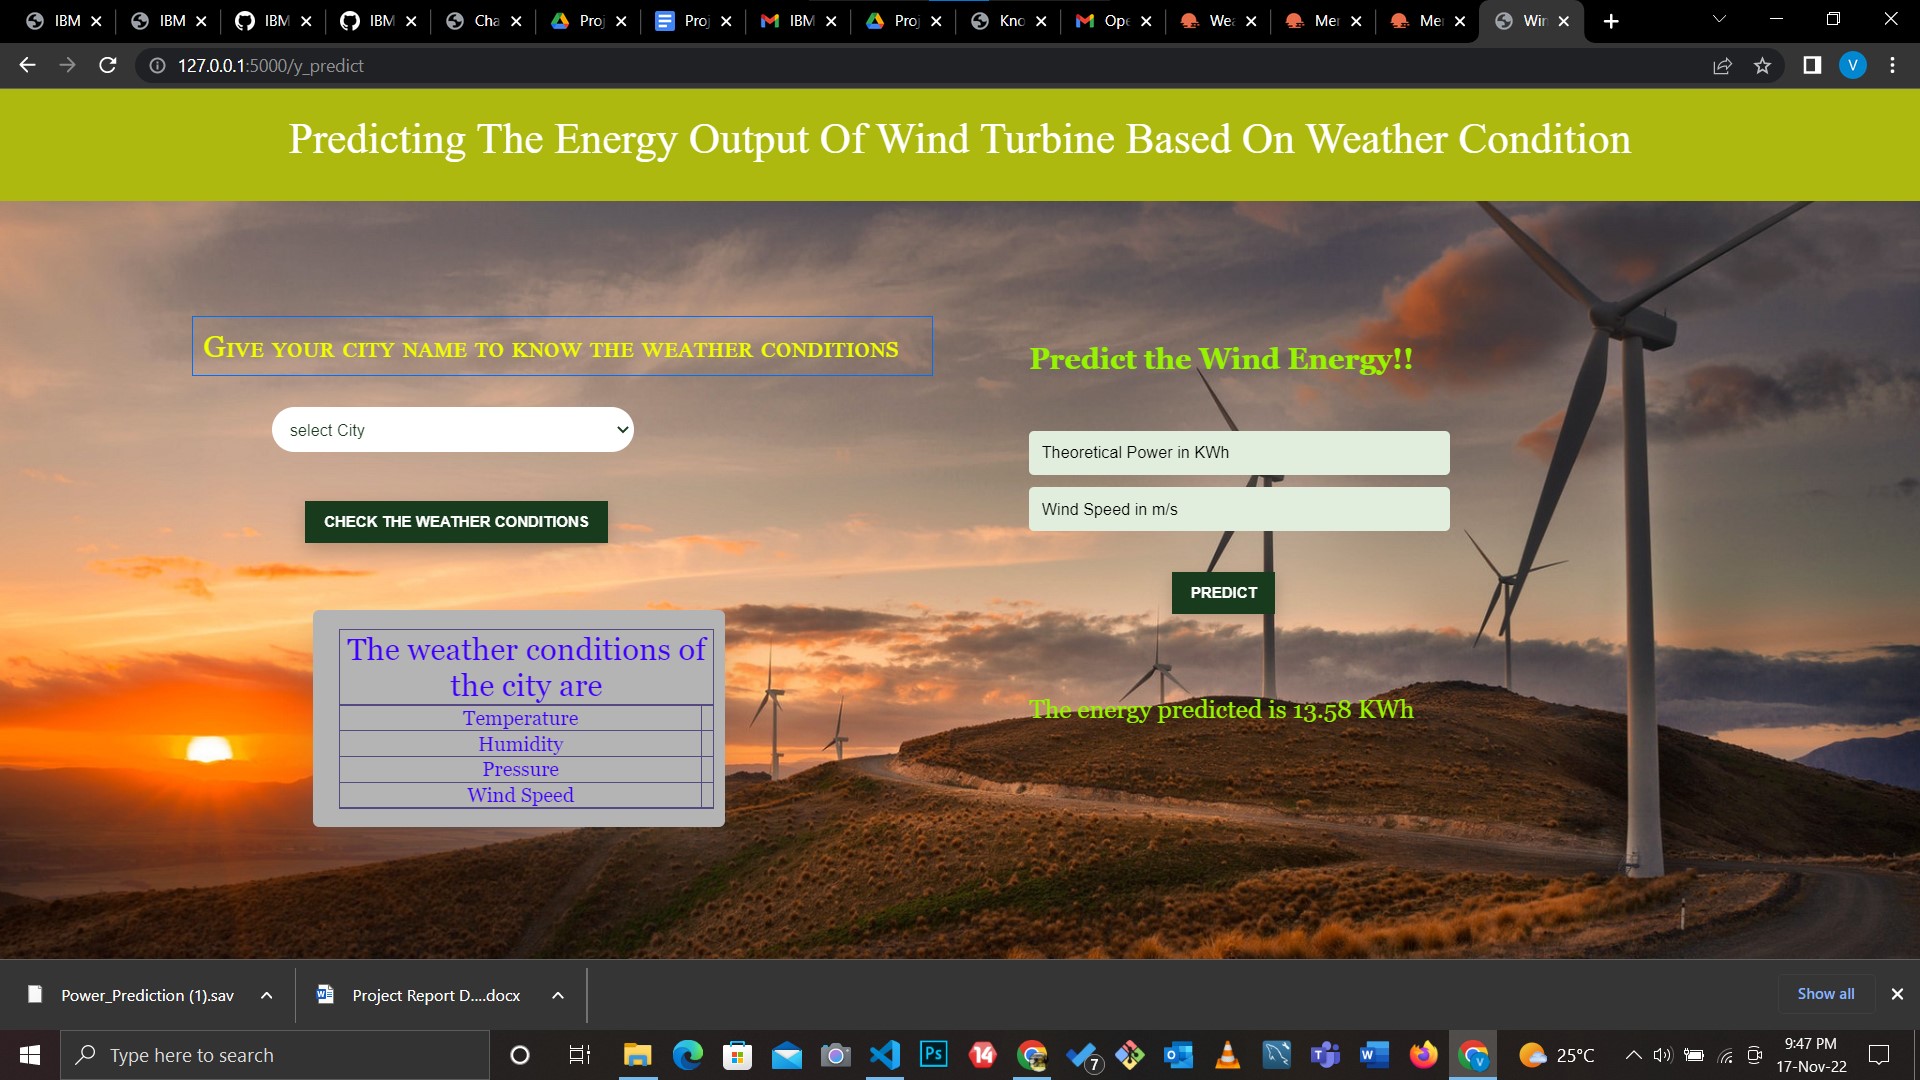 IBM
IBM
IBM
IBM
Cha
Proj
Proj
IBM
Proj
Kno
Ope
Wea
Mer
Mer
Win
127.0.0.1:5000/y_predict
V
Predicting The Energy Output Of Wind Turbine Based On Weather Condition
Give your city name to know the weather conditions
select City
CHECK THE WEATHER CONDITIONS
The weather conditions of
the city are
Temperature
Humidity
Pressure
Wind Speed
Predict the Wind Energy!!
Theoretical Power in KWh
Wind Speed in m/s
PREDICT
The energy predicted is 13.58 KWh
Power_Prediction (1).sav
Project Report D....docx
Show all
Type here to search
Ps
14
7
25°C
9:47 PM
17-Nov-22